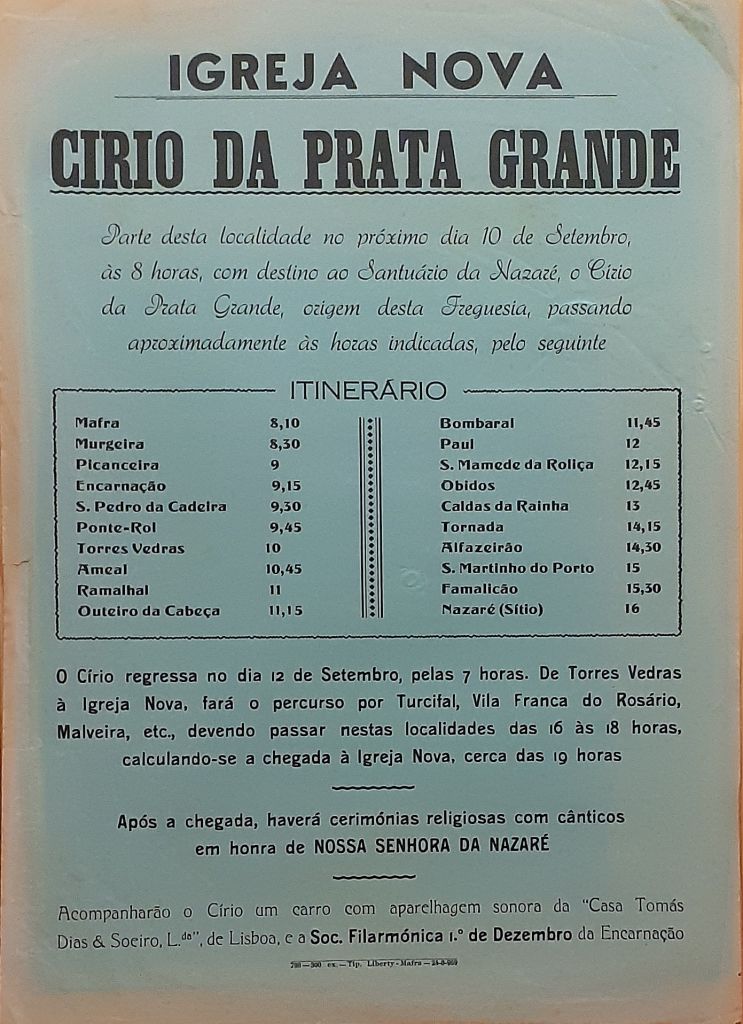 IGREJA NOVA
CIRIO DA PRATA GRANDE
Parte desta localidade no próximo dia 10 de Setembro,
às 8 horas, com destino ao Santuário da Nazaré, o Círio
da Prata Grande, origem desta Freguesia, passando
aproximadamente às horas indicadas, pelo seguinte
ITINERÁRIO
Mafra 8,10
Murgeira 8,30
Picanceira 9
Encarnação 9,15
S. Pedro da Cadeira 9,30
Ponte-Rol 9,45
Torres Vedras 10
Ameal 10,45
Ramalhal 11
Outeiro da Cabeça 11,15
Bombaral 11,45
Paul 12
S. Mamede da Roliça 12,15
Obidos 12,45
Caldas da Rainha 13
Tornada 14,15
Alfazeirão 14,30
S. Martinho do Porto 15
Famalicão 15,30
Nazaré (Sítio) 16
O Círio regressa no dia 12 de Setembro, pelas 7 horas. De Torres Vedras
à Igreja Nova, fará o percurso por Turcifal, Vila Franca do Rosário,
Malveira, etc., devendo passar nestas localidades das 16 às 18 horas,
calculando-se a chegada à Igreja Nova, cerca das 19 horas
Após a chegada, haverá cerimónias religiosas com cânticos
em honra de NOSSA SENHORA DA NAZARÉ
Acompanharão o Círio um carro com aparelhagem sonora da "Casa Tomás
Dias & Soeiro, L.da", de Lisboa, e a Soc. Filarmónica 1.º de Dezembro da Encarnação
ex. — Tip. Liberty - Mafra —